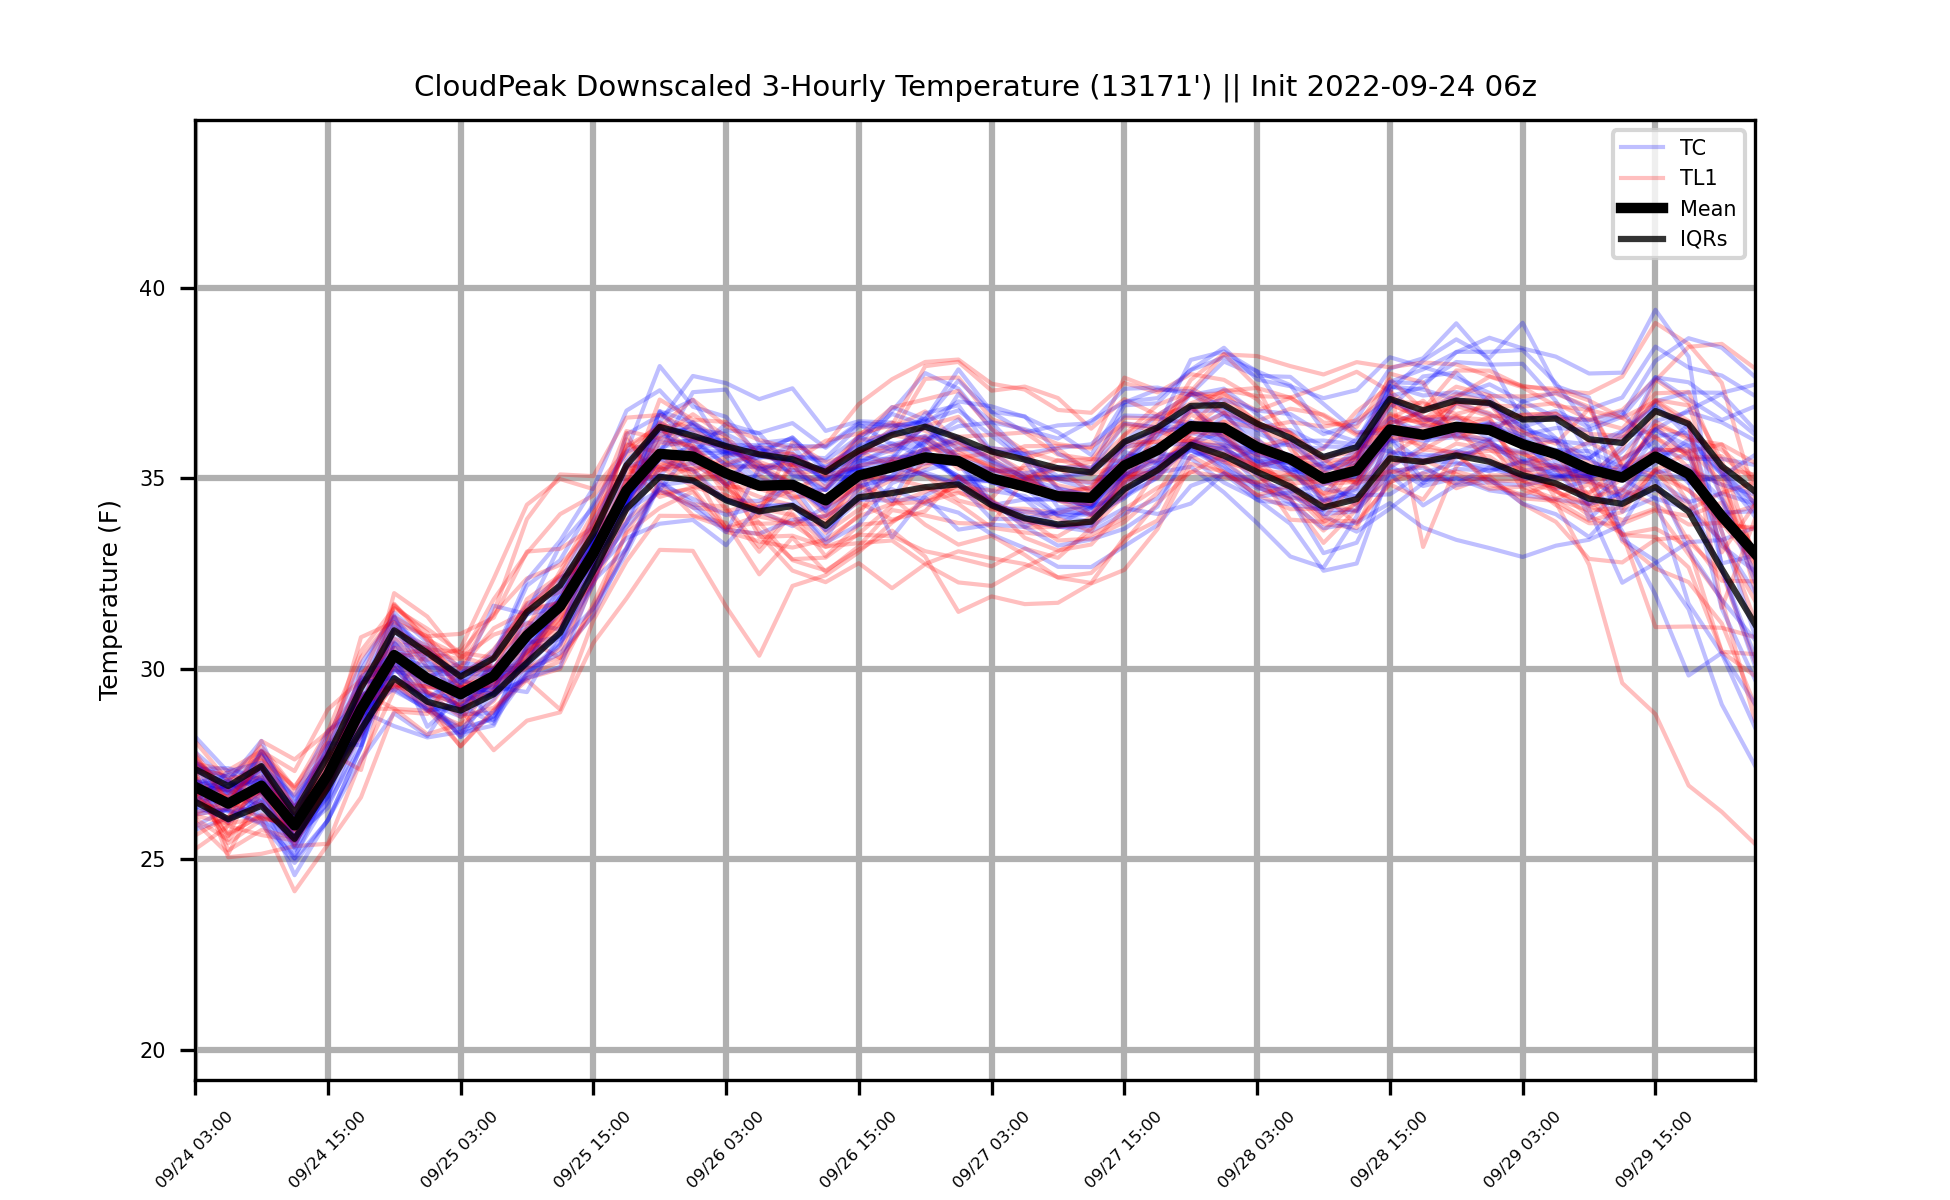 CloudPeak Downscaled 3-Hourly Temperature (13171') || Init 2022-09-24 06z
TC
TL1
Mean
IQRs
Temperature (F)
40
35
30
25
20
09/24 03:00
09/24 15:00
09/25 03:00
09/25 15:00
09/26 03:00
09/26 15:00
09/27 03:00
09/27 15:00
09/28 03:00
09/28 15:00
09/29 03:00
09/29 15:00